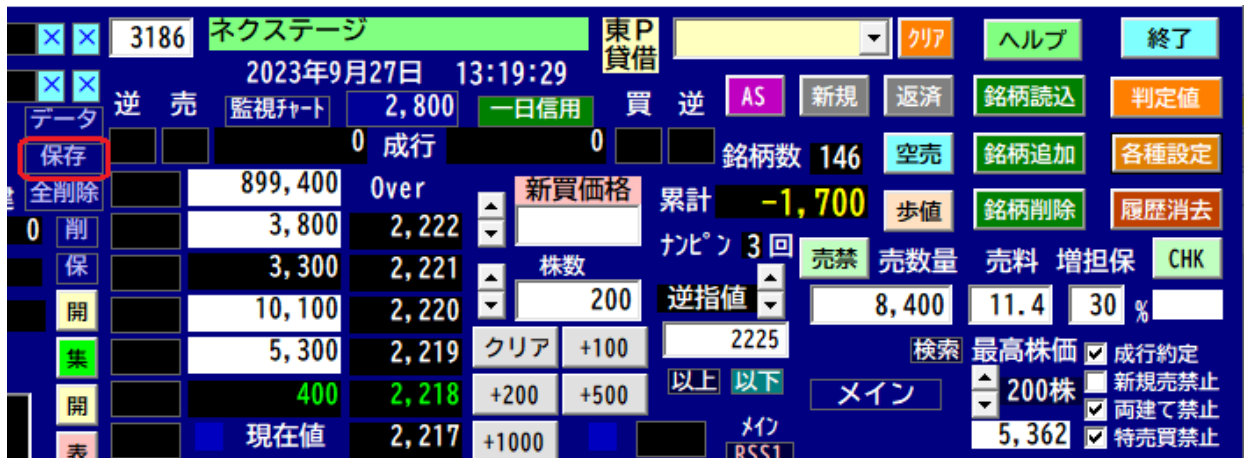 × × 3186 ネクステージ 東P 貸借 クリア ヘルプ 終了
2023年9月27日 13:19:29
× ×
データ 逆 売 監視チャート 2,800 一日信用 買 逆 AS 新規 返済 銘柄読込 判定値
保存 0 成行 0 銘柄数 146 空売 銘柄追加 各種設定
全削除 899,400 Over 新買価格 累計 -1,700 歩値 銘柄削除 履歴消去
0 削 3,800 2,222 ナンピン 3 回 売禁 売数量 売料 増担保 CHK
保 3,300 2,221 株数
開 10,100 2,220 200 逆指値 8,400 11.4 30 %
集 5,300 2,219 クリア +100 2225 検索 最高株価 成行約定
開 400 2,218 +200 +500 以上 以下 メイン 200株 新規売禁止
両建て禁止
表 現在値 2,217 +1000 メイン 5,362 特売買禁止
RSS1